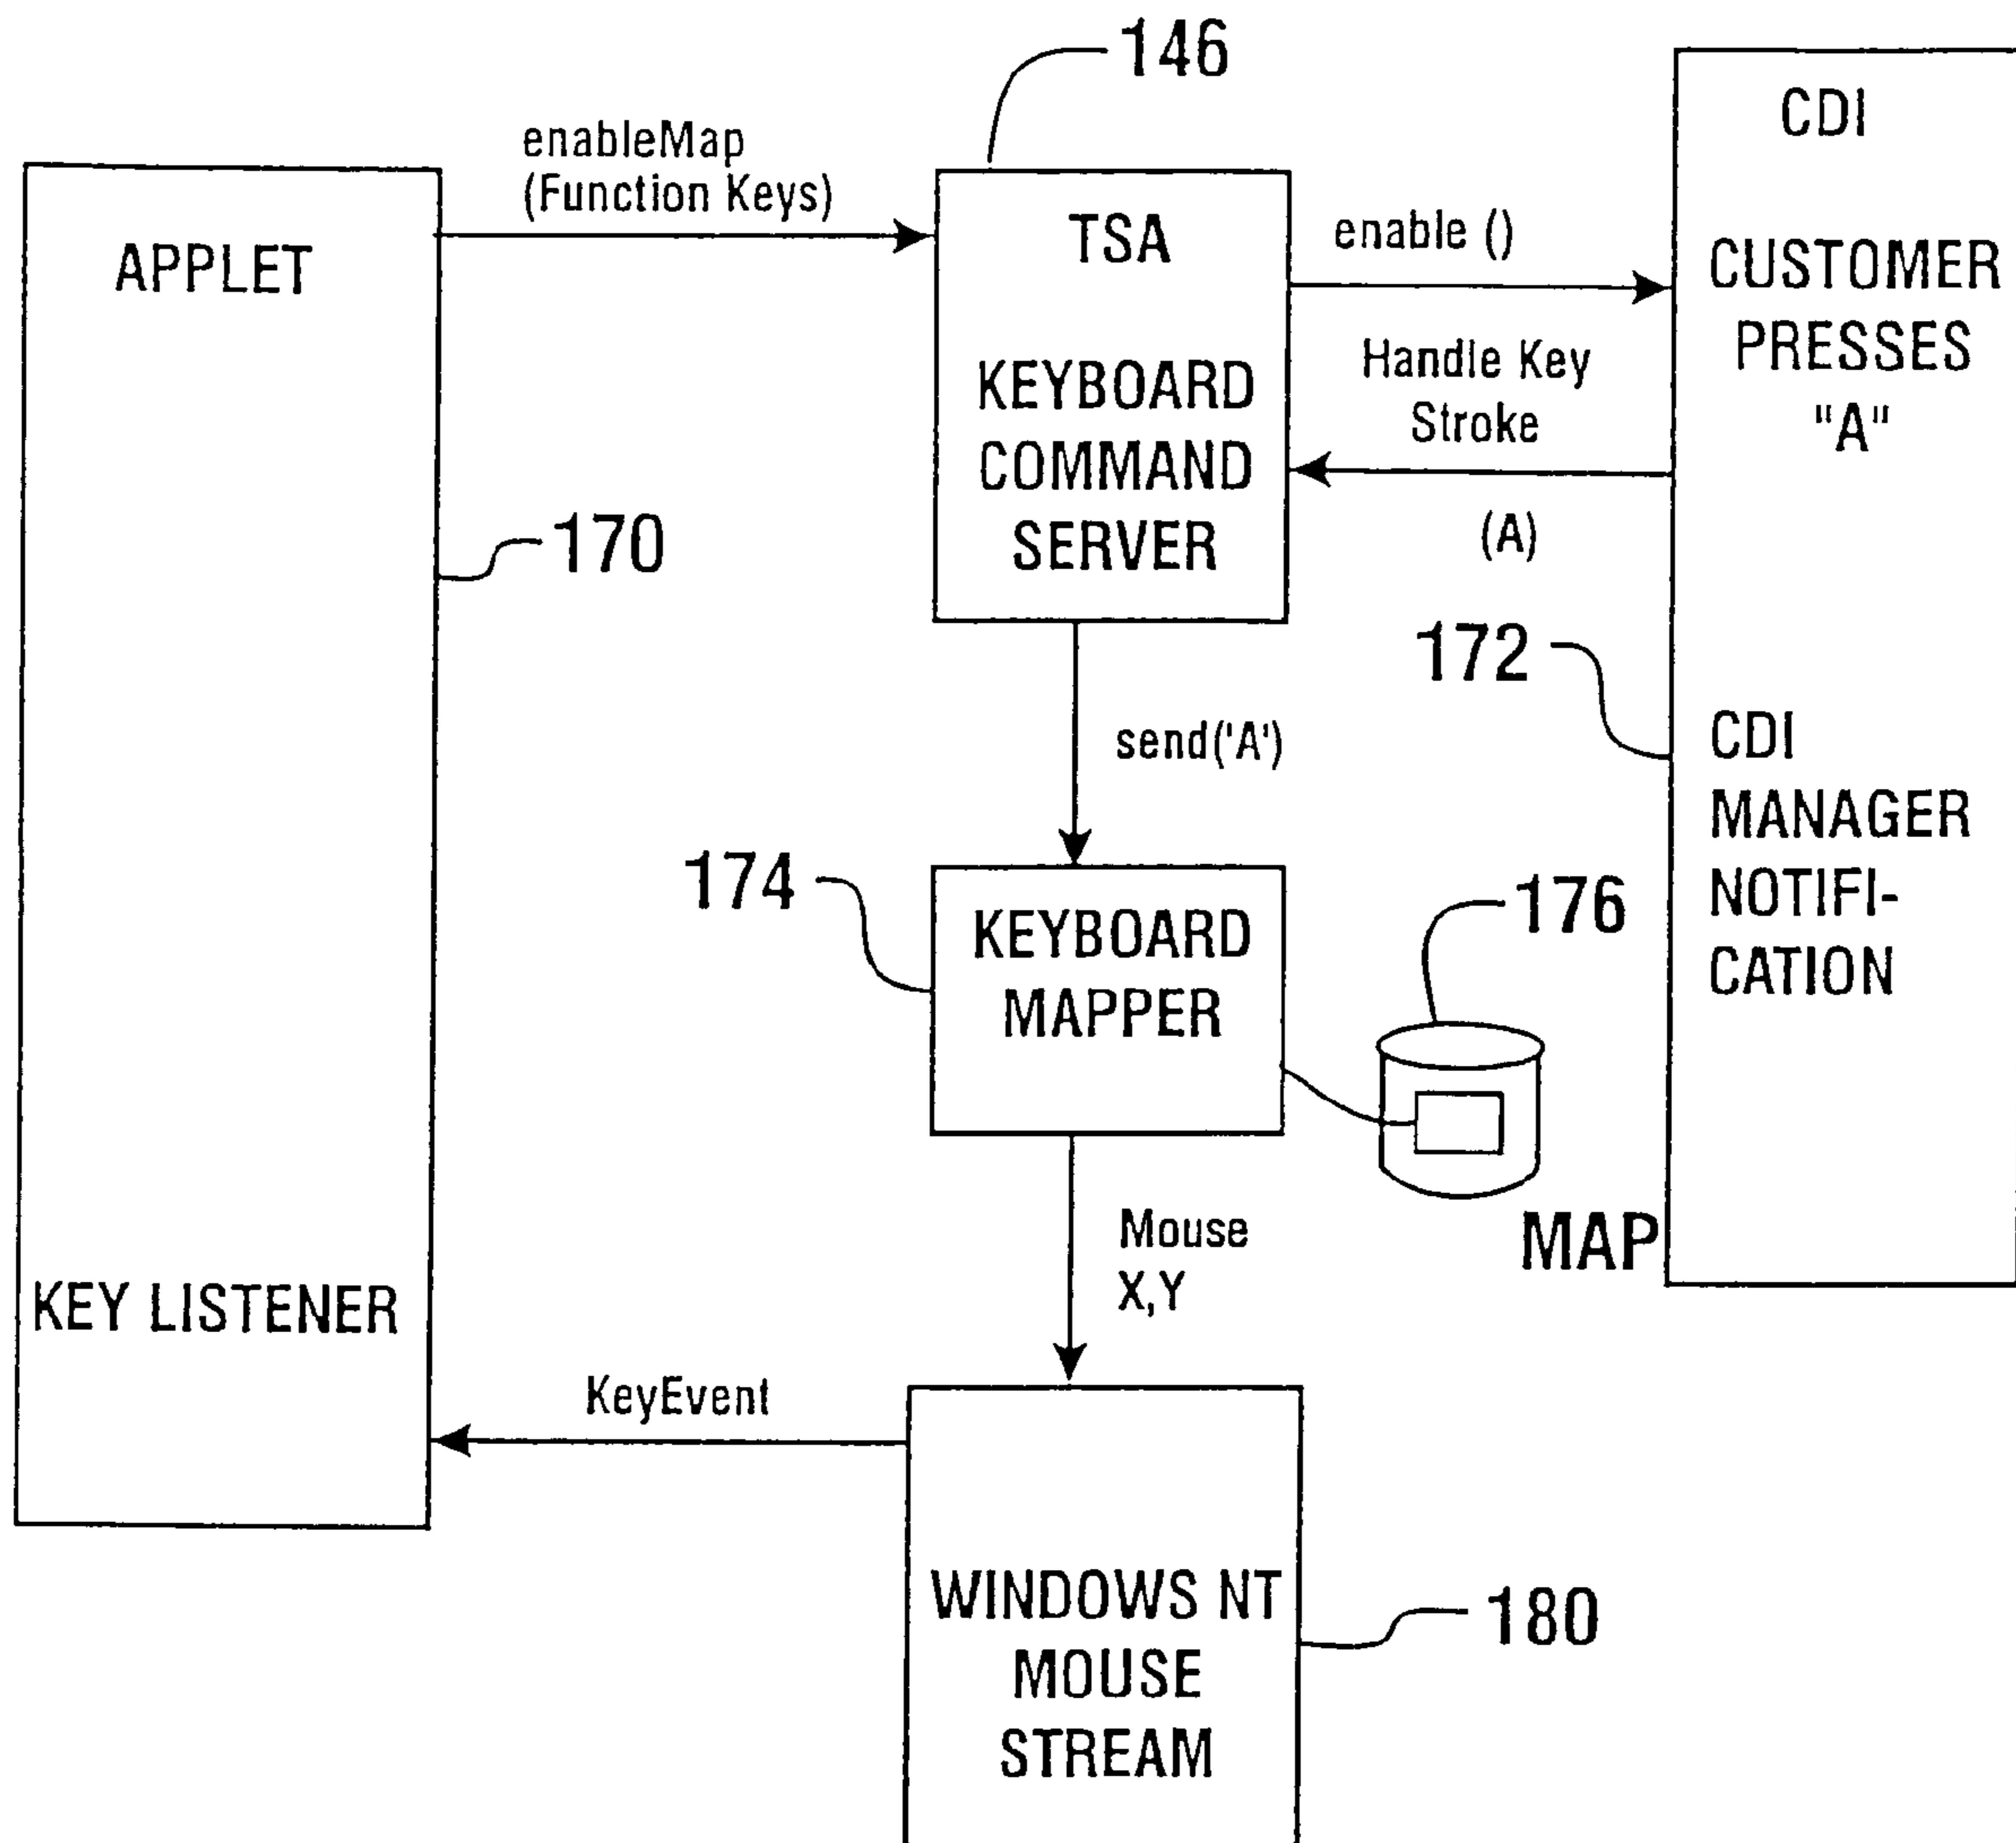 146
enableMap
(Function Keys)
APPLET
170
KEY LISTENER
TSA
KEYBOARD
COMMAND
SERVER
enable ()
Handle Key
Stroke
(A)
CDI
CUSTOMER
PRESSES
"A"
172
CDI
MANAGER
NOTIFI-
CATION
send('A')
174
KEYBOARD
MAPPER
176
MAP
Mouse
X,Y
KeyEvent
WINDOWS NT
MOUSE
STREAM
180